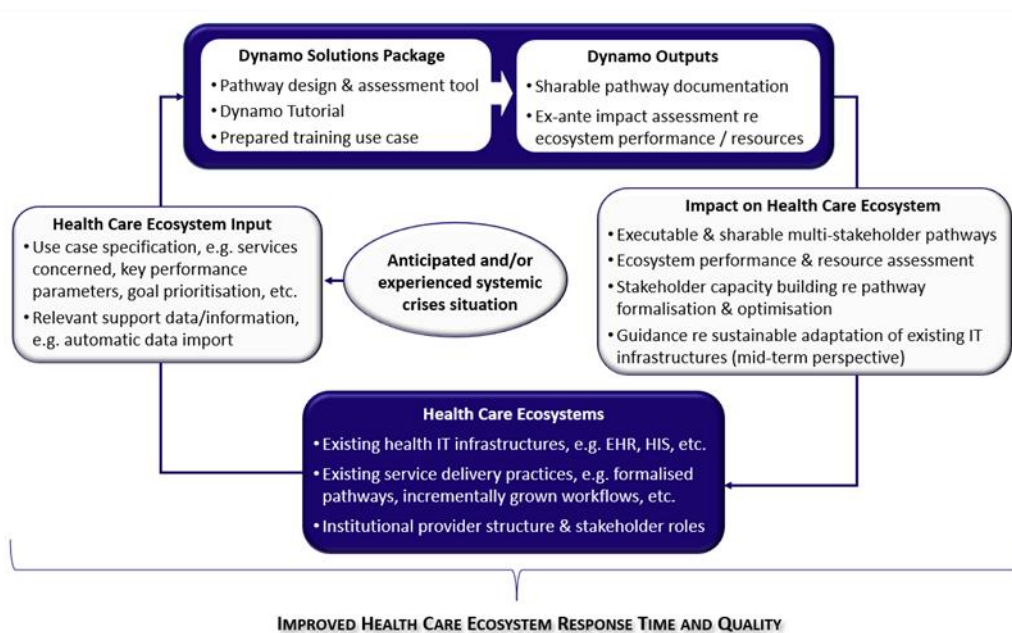 Dynamo Solutions Package
• Pathway design & assessment tool
• Dynamo Tutorial
• Prepared training use case
Dynamo Outputs
• Sharable pathway documentation
• Ex-ante impact assessment re
ecosystem performance / resources
Health Care Ecosystem Input
• Use case specification, e.g. services
concerned, key performance
parameters, goal prioritisation, etc.
• Relevant support data/information,
e.g. automatic data import
Anticipated and/or
experienced systemic
crises situation
Impact on Health Care Ecosystem
• Executable & sharable multi-stakeholder pathways
• Ecosystem performance & resource assessment
• Stakeholder capacity building re pathway
formalisation & optimisation
• Guidance re sustainable adaptation of existing IT
infrastructures (mid-term perspective)
Health Care Ecosystems
• Existing health IT infrastructures, e.g. EHR, HIS, etc.
• Existing service delivery practices, e.g. formalised
pathways, incrementally grown workflows, etc.
• Institutional provider structure & stakeholder roles
IMPROVED HEALTH CARE ECOSYSTEM RESPONSE TIME AND QUALITY